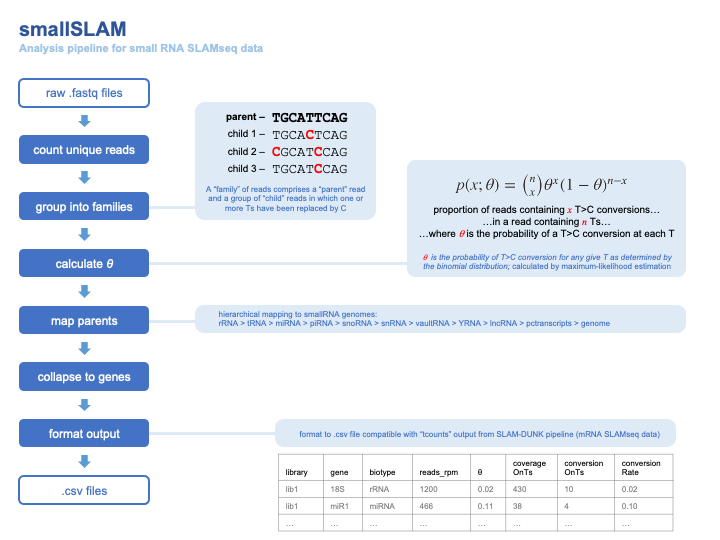 smallSLAM
Analysis pipeline for small RNA SLAMseq data
raw .fastq files
count unique reads
group into families
calculate θ
map parents
collapse to genes
format output
.csv files
parent – TGCATTCAG
child 1 – TGCACTCAG
child 2 – CGCATCCAG
child 3 – TGCATCCAG
A "family" of reads comprises a "parent" read
and a group of "child" reads in which one or
more Ts have been replaced by C
p(x; θ) = (n x) θ^x (1 − θ)^{n−x}
proportion of reads containing x T>C conversions…
…in a read containing n Ts…
…where θ is the probability of a T>C conversion at each T
θ is the probability of T>C conversion for any give T as determined by
the binomial distribution; calculated by maximum-likelihood estimation
hierarchical mapping to smallRNA genomes:
rRNA > tRNA > miRNA > piRNA > snoRNA > snRNA > vaultRNA > YRNA > lncRNA > pctranscripts > genome
format to .csv file compatible with "tcounts" output from SLAM-DUNK pipeline (mRNA SLAMseq data)
library gene biotype reads_rpm θ coverage OnTs conversion OnTs conversion Rate
lib1 18S rRNA 1200 0.02 430 10 0.02
lib1 miR1 miRNA 466 0.11 38 4 0.10
… … … … … … … …